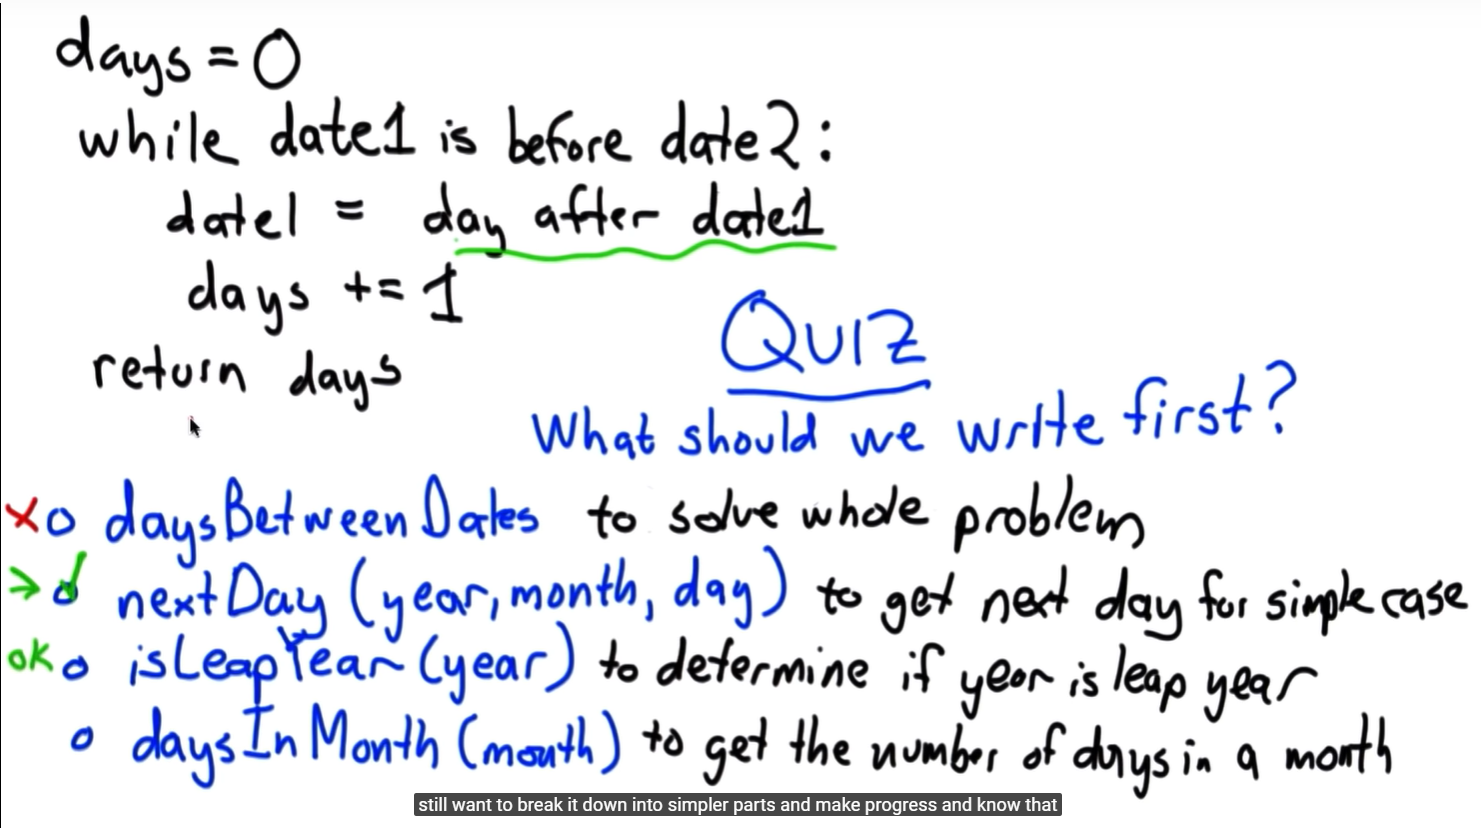 days = 0
while date1 is before date2:
date1 = day after date1
days += 1
return days
QUIZ
What should we write first?
x o daysBetweenDates to solve whole problem
→ o ✓ nextDay (year, month, day) to get next day for simple case
ok o isLeapYear (year) to determine if year is leap year
o daysInMonth (month) to get the number of days in a month
still want to break it down into simpler parts and make progress and know that